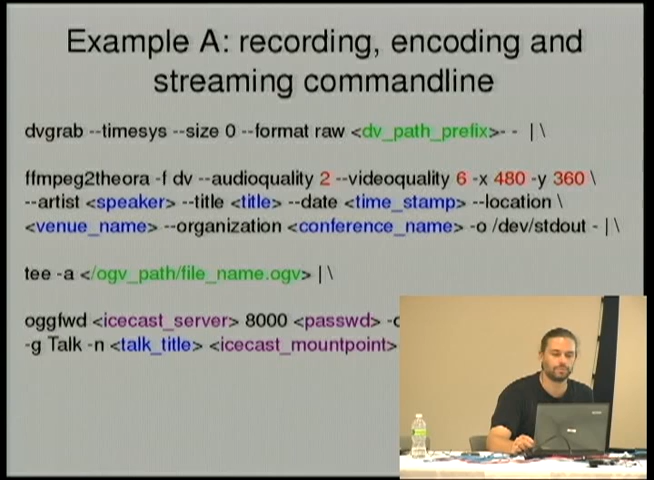 Example A: recording, encoding and
streaming commandline
dvgrab --timesys --size 0 --format raw <dv_path_prefix>- - | \
ffmpeg2theora -f dv --audioquality 2 --videoquality 6 -x 480 -y 360 \
--artist <speaker> --title <title> --date <time_stamp> --location \
<venue_name> --organization <conference_name> -o /dev/stdout - | \
tee -a </ogv_path/file_name.ogv> | \
oggfwd <icecast_server> 8000 <passwd>
-g Talk -n <talk_title> <icecast_mountpoint>